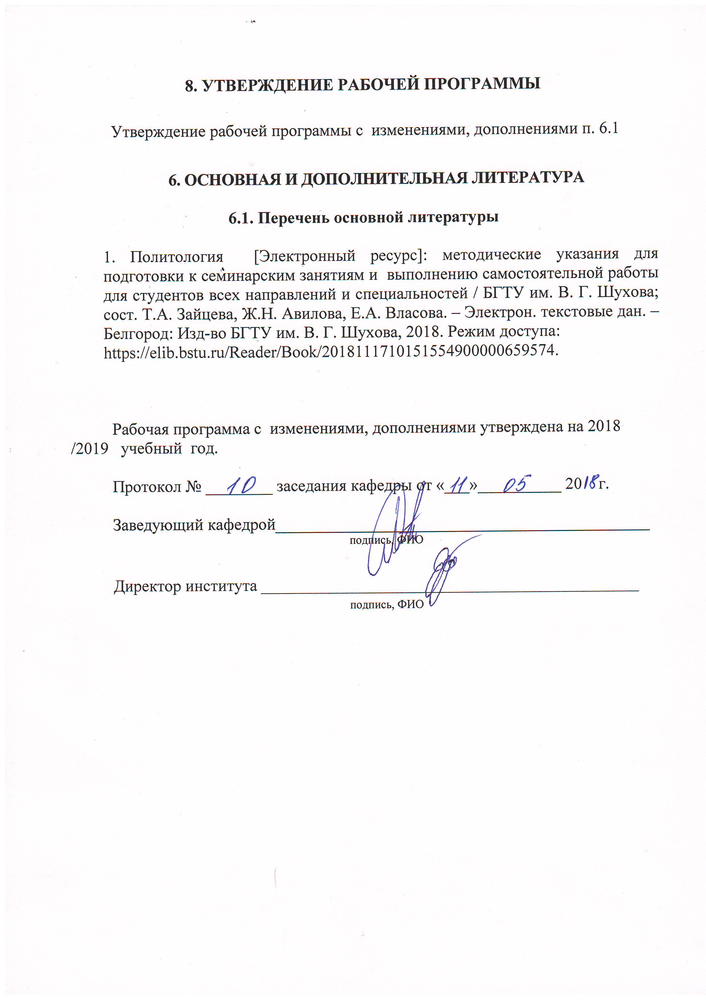 8. УТВЕРЖДЕНИЕ РАБОЧЕЙ ПРОГРАММЫ
Утверждение рабочей программы с изменениями, дополнениями п. 6.1
6. ОСНОВНАЯ И ДОПОЛНИТЕЛЬНАЯ ЛИТЕРАТУРА
6.1. Перечень основной литературы
1. Политология [Электронный ресурс]: методические указания для
подготовки к семинарским занятиям и выполнению самостоятельной работы
для студентов всех направлений и специальностей / БГТУ им. В. Г. Шухова;
сост. Т.А. Зайцева, Ж.Н. Авилова, Е.А. Власова. – Электрон. текстовые дан. –
Белгород: Изд-во БГТУ им. В. Г. Шухова, 2018. Режим доступа:
https://elib.bstu.ru/Reader/Book/2018111710151554900000659574.
Рабочая программа с изменениями, дополнениями утверждена на 2018
/2019 учебный год.
Протокол № 10 заседания кафедры от «11» 05 2018г.
Заведующий кафедрой
подпись, ФИО
Директор института
подпись, ФИО